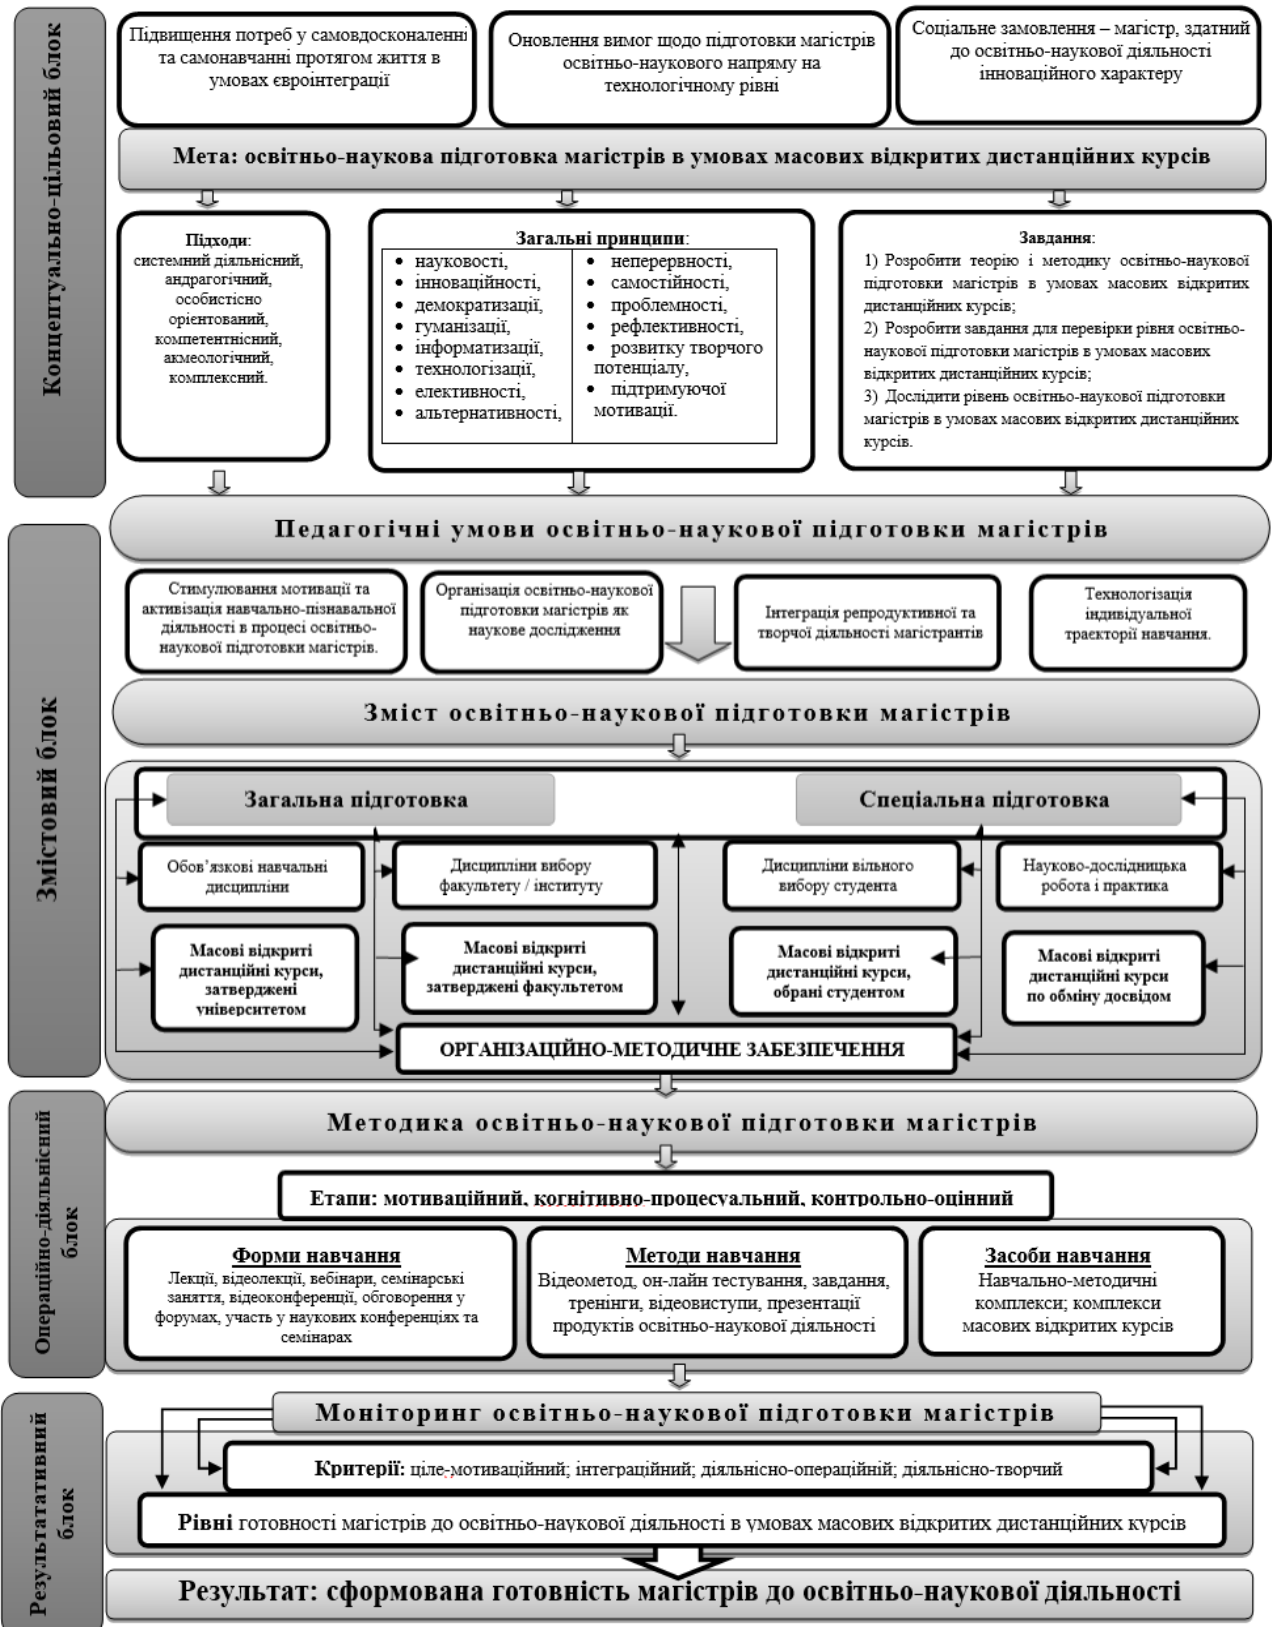 Концептуально-цільовий блок
Підвищення потреб у самовдосконаленні
та самонавчанні протягом життя в
умовах євроінтеграції
Оновлення вимог щодо підготовки магістрів
освітньо-наукового напряму на
технологічному рівні
Соціальне замовлення – магістр, здатний
до освітньо-наукової діяльності
інноваційного характеру
Мета: освітньо-наукова підготовка магістрів в умовах масових відкритих дистанційних курсів
Підходи:
системний діяльнісний,
андрагогічний,
особистісно
орієнтований,
компетентнісний,
акмеологічний,
комплексний.
Загальні принципи:
• науковості,
• інноваційності,
• демократизації,
• гуманізації,
• інформатизації,
• технологізації,
• елективності,
• альтернативності,
• неперервності,
• самостійності,
• проблемності,
• рефлективності,
• розвитку творчого
потенціалу,
• підтримуючої
мотивації.
Завдання:
1) Розробити теорію і методику освітньо-наукової
підготовки магістрів в умовах масових відкритих
дистанційних курсів;
2) Розробити завдання для перевірки рівня освітньо-
наукової підготовки магістрів в умовах масових
відкритих дистанційних курсів;
3) Дослідити рівень освітньо-наукової підготовки
магістрів в умовах масових відкритих дистанційних
курсів.
Змістовий блок
Педагогічні умови освітньо-наукової підготовки магістрів
Стимулювання мотивації та
активізація навчально-пізнавальної
діяльності в процесі освітньо-
наукової підготовки магістрів.
Організація освітньо-наукової
підготовки магістрів як
наукове дослідження
Інтеграція репродуктивної та
творчої діяльності магістрантів
Технологізація
індивідуальної
траекторії навчання.
Зміст освітньо-наукової підготовки магістрів
Загальна підготовка
Спеціальна підготовка
Обов’язкові навчальні
дисципліни
Дисципліни вибору
факультету / інституту
Дисципліни вільного
вибору студента
Науково-дослідницька
робота і практика
Масові відкриті
дистанційні курси,
затверджені
університетом
Масові відкриті
дистанційні курси,
затверджені факультетом
Масові відкриті
дистанційні курси,
обрані студентом
Масові відкриті
дистанційні курси
по обміну досвідом
ОРГАНІЗАЦІЙНО-МЕТОДИЧНЕ ЗАБЕЗПЕЧЕННЯ
Операційно-діяльнісний
блок
Методика освітньо-наукової підготовки магістрів
Етапи: мотиваційний, когнітивно-процесуальний, контрольно-оцінний
Форми навчання
Лекції, відеолекції, вебінари, семінарські
заняття, відеоконференції, обговорення у
форумах, участь у наукових конференціях та
семінарах
Методи навчання
Відеометод, он-лайн тестування, завдання,
тренінги, відеовиступи, презентації
продуктів освітньо-наукової діяльності
Засоби навчання
Навчально-методичні
комплекси; комплекси
масових відкритих курсів
Результатативний
блок
Моніторинг освітньо-наукової підготовки магістрів
Критерії: ціле-мотиваційний; інтеграційний; діяльнісно-операційній; діяльнісно-творчий
Рівні готовності магістрів до освітньо-наукової діяльності в умовах масових відкритих дистанційних курсів
Результат: сформована готовність магістрів до освітньо-наукової діяльності